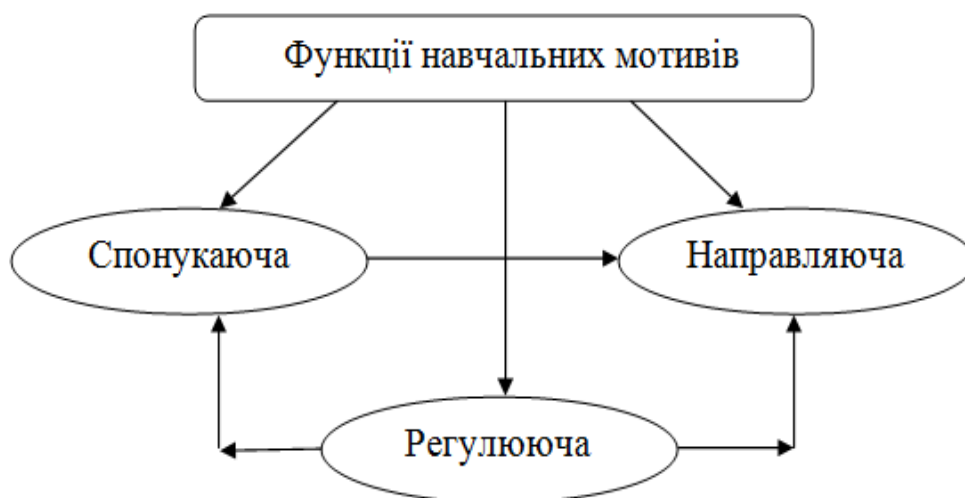 Функції навчальних мотивів
Спонукаюча
Направляюча
Регулююча